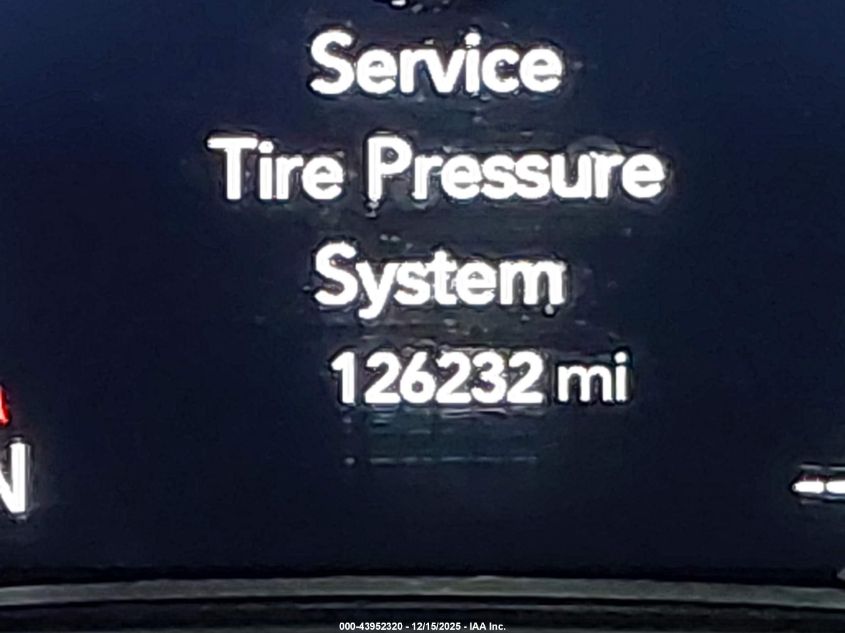 Service
Tire Pressure
System
126232 mi
N
000-43952320 - 12/15/2025 - IAA Inc.